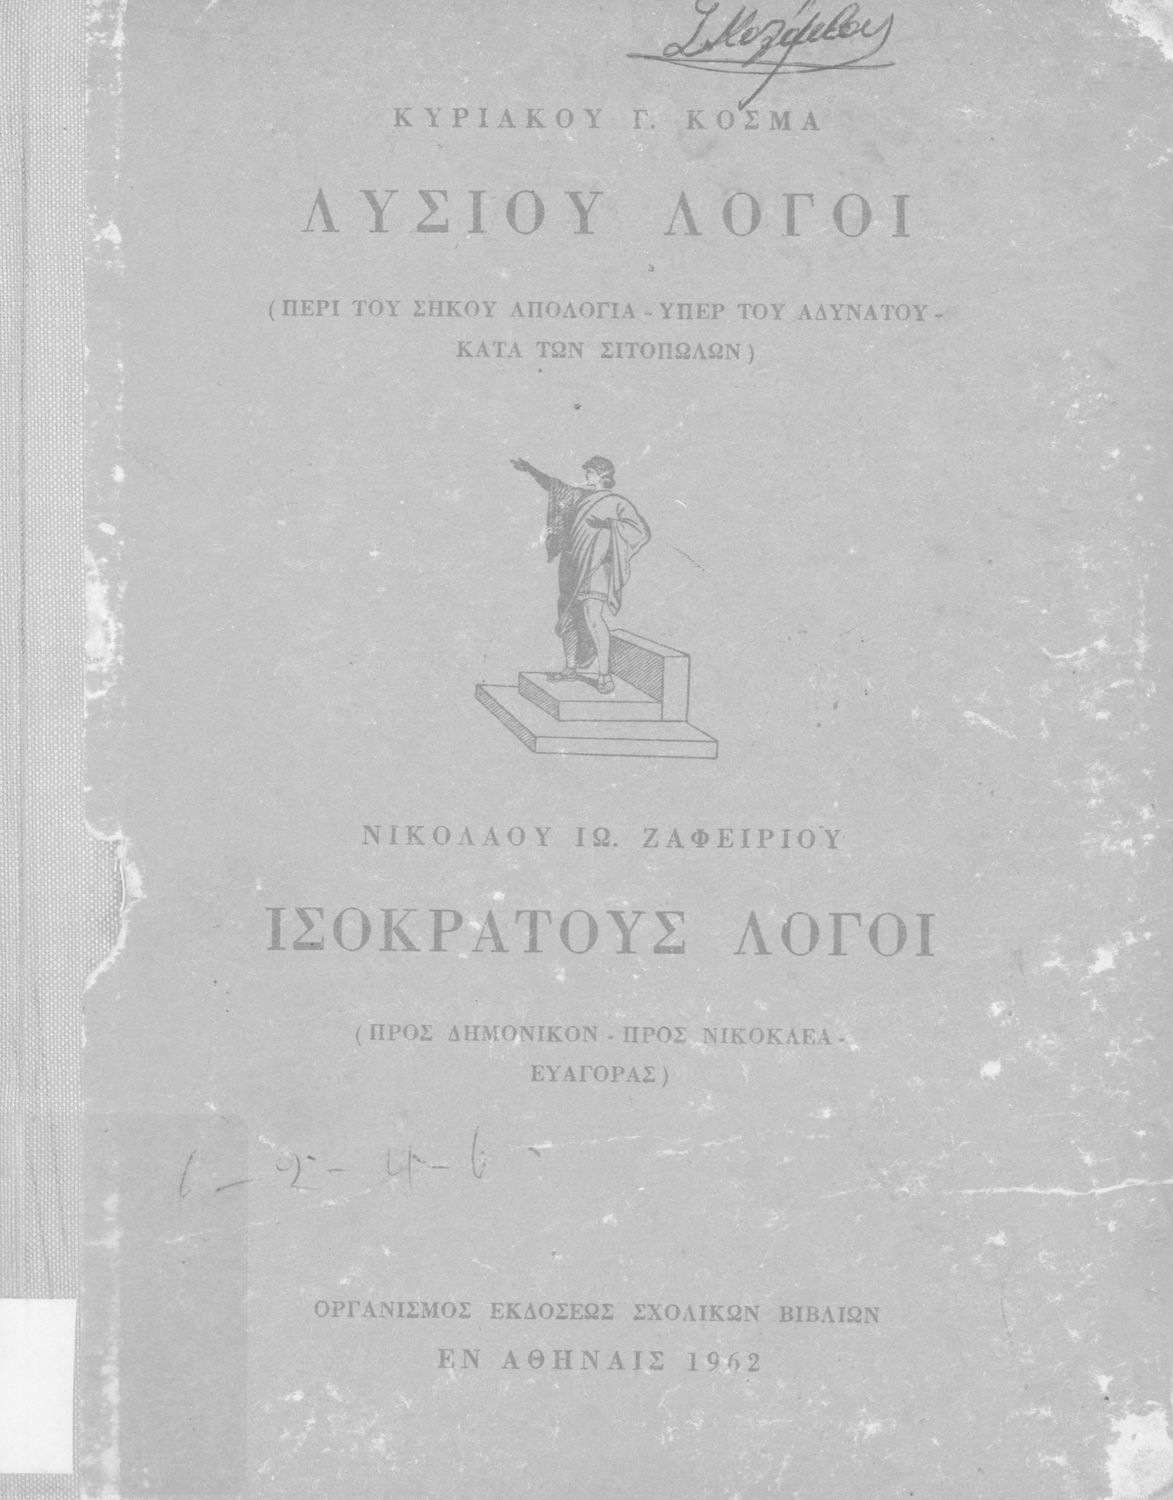 ΚΥΡΙΑΚΟΥ Γ. ΚΟΣΜΑ
ΛΥΣΙΟΥ ΛΟΓΟΙ
(ΠΕΡΙ ΤΟΥ ΣΗΚΟΥ ΑΠΟΛΟΓΙΑ - ΥΠΕΡ ΤΟΥ ΑΔΥΝΑΤΟΥ -
ΚΑΤΑ ΤΩΝ ΣΙΤΟΠΩΛΩΝ)
ΝΙΚΟΛΑΟΥ ΙΩ. ΖΑΦΕΙΡΙΟΥ
ΙΣΟΚΡΑΤΟΥΣ ΛΟΓΟΙ
(ΠΡΟΣ ΔΗΜΟΝΙΚΟΝ - ΠΡΟΣ ΝΙΚΟΚΛΕΑ -
ΕΥΑΓΟΡΑΣ)
ΟΡΓΑΝΙΣΜΟΣ ΕΚΔΟΣΕΩΣ ΣΧΟΛΙΚΩΝ ΒΙΒΛΙΩΝ
ΕΝ ΑΘΗΝΑΙΣ 1962